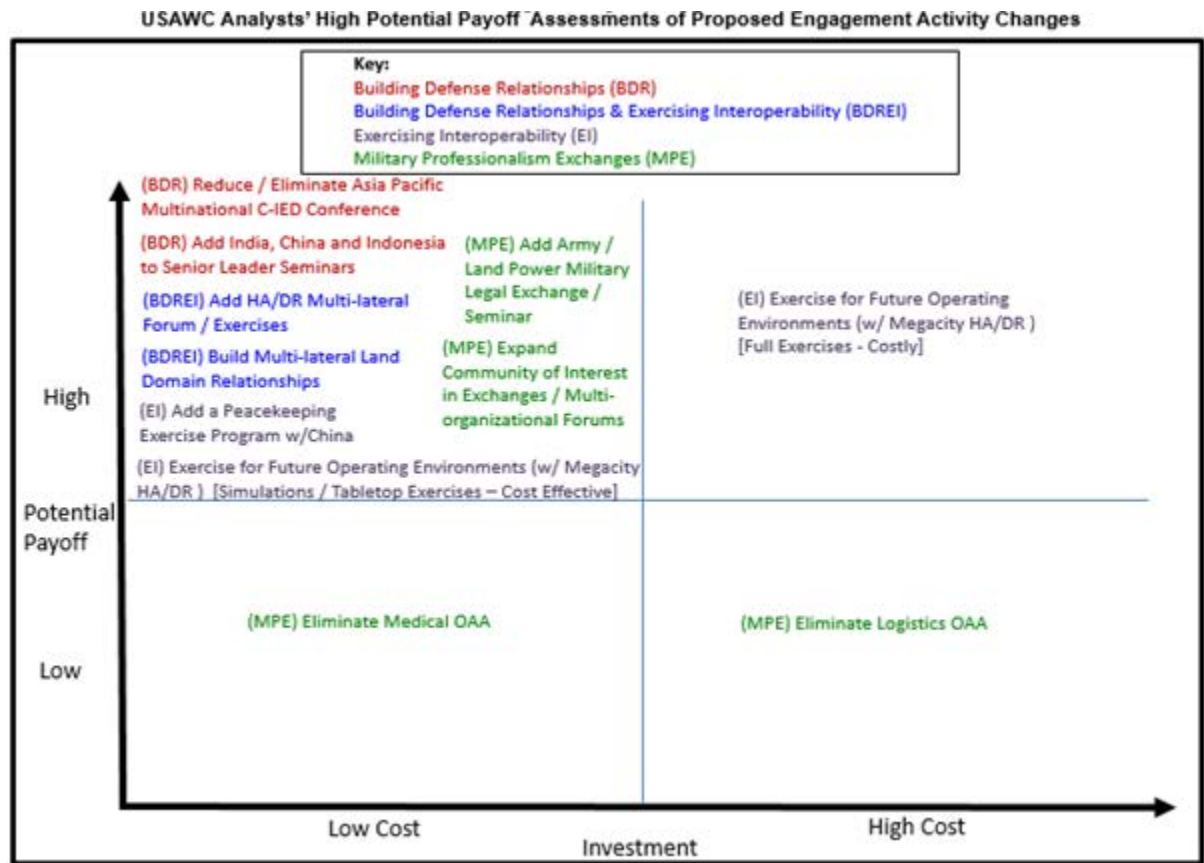 USAWC Analysts' High Potential Payoff Assessments of Proposed Engagement Activity Changes
Key:
Building Defense Relationships (BDR)
Building Defense Relationships & Exercising Interoperability (BDREI)
Exercising Interoperability (EI)
Military Professionalism Exchanges (MPE)
(BDR) Reduce / Eliminate Asia Pacific
Multinational C-IED Conference
(BDR) Add India, China and Indonesia
to Senior Leader Seminars
(BDREI) Add HA/DR Multi-lateral
Forum / Exercises
(BDREI) Build Multi-lateral Land
Domain Relationships
(EI) Add a Peacekeeping
Exercise Program w/China
(EI) Exercise for Future Operating Environments (w/ Megacity
HA/DR ) [Simulations / Tabletop Exercises – Cost Effective]
(MPE) Add Army /
Land Power Military
Legal Exchange /
Seminar
(MPE) Expand
Community of Interest
in Exchanges / Multi-
organizational Forums
(EI) Exercise for Future Operating
Environments (w/ Megacity HA/DR )
[Full Exercises - Costly]
High
Potential
Payoff
Low
(MPE) Eliminate Medical OAA
(MPE) Eliminate Logistics OAA
Low Cost
High Cost
Investment